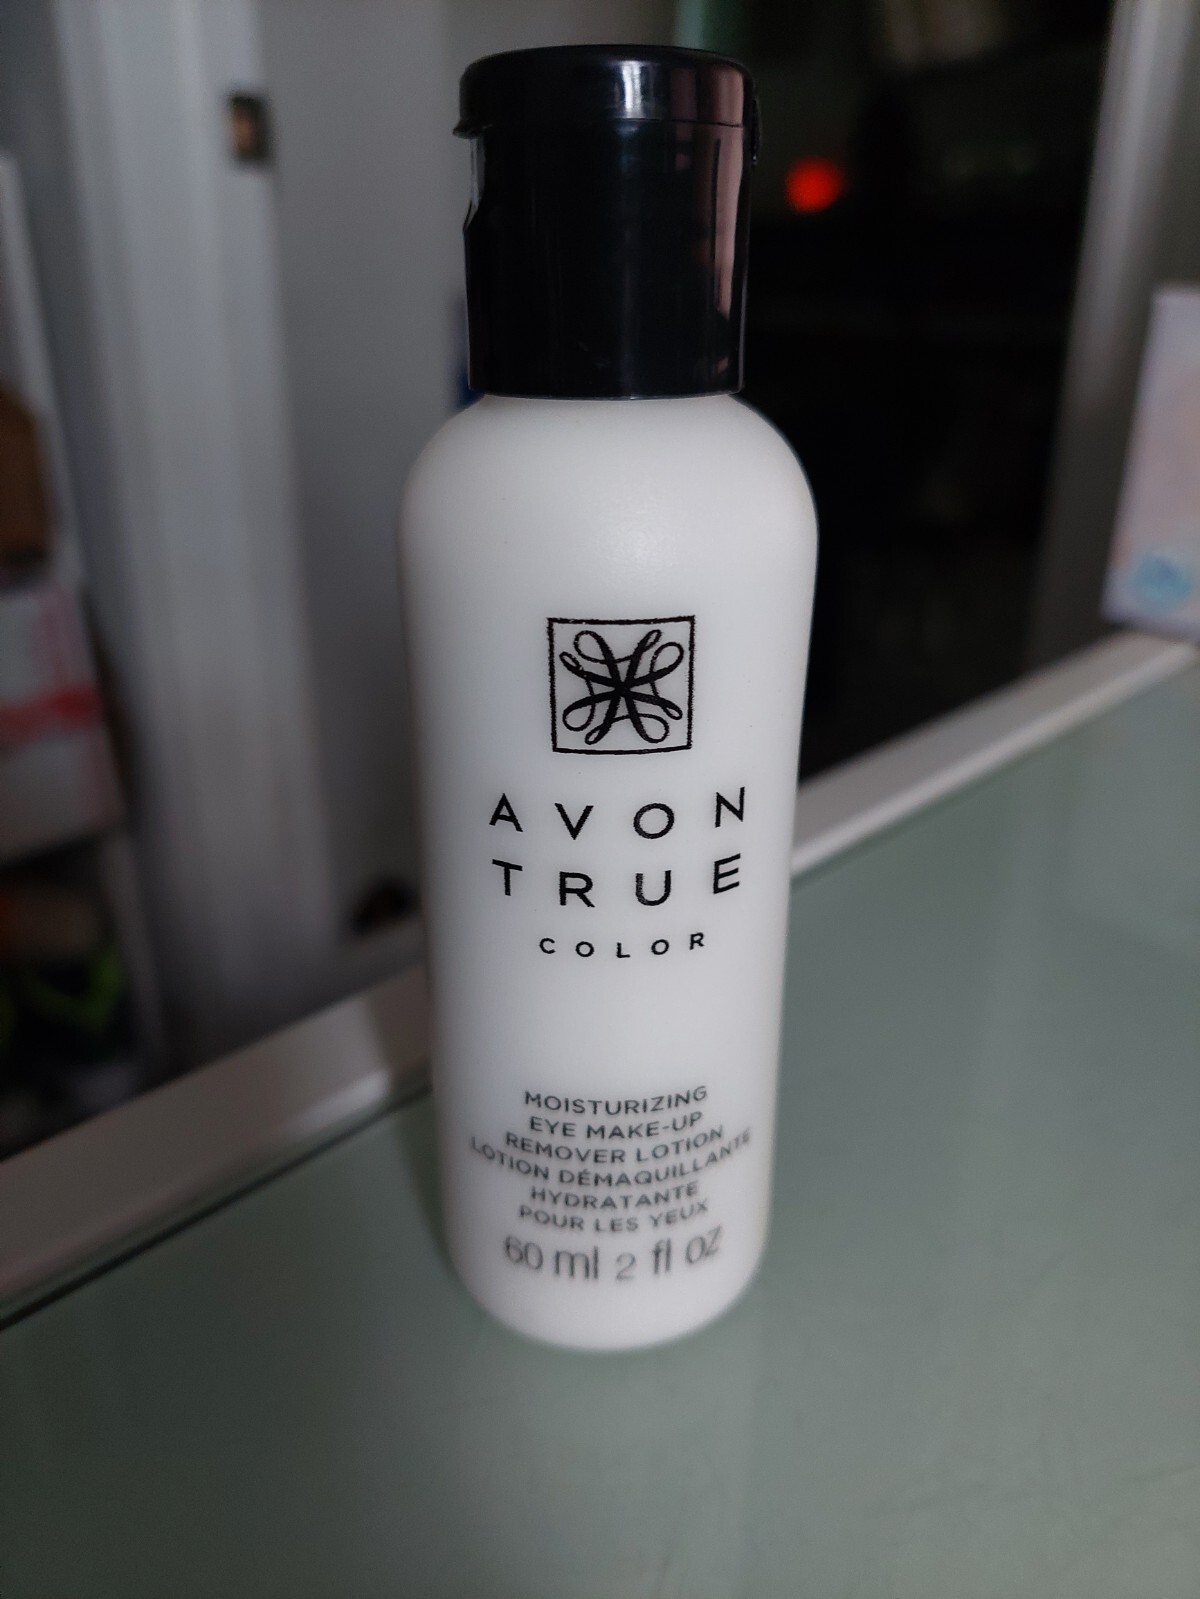 AVON
TRUE
COLOR
MOISTURIZING
EYE MAKE-UP
REMOVER LOTION
LOTION DÉMAQUILLANTE
HYDRATANTE
POUR LES YEUX
60 ml 2 fl oz